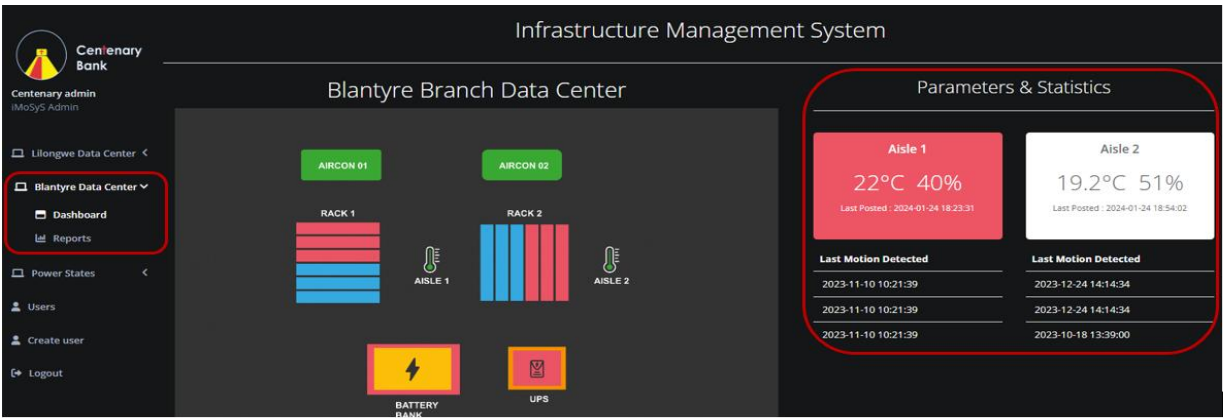 Infrastructure Management System
Centenary
Bank
Centenary admin
iMoSyS Admin
Lilongwe Data Center
Blantyre Data Center
Dashboard
Reports
Power States
Users
Create user
Logout
Blantyre Branch Data Center
AIRCON 01
AIRCON 02
RACK 1
RACK 2
AISLE 1
AISLE 2
BATTERY
BANK
UPS
Parameters & Statistics
Aisle 1
22°C 40%
Last Posted : 2024-01-24 18:23:31
Aisle 2
19.2°C 51%
Last Posted : 2024-01-24 18:54:02
Last Motion Detected
2023-11-10 10:21:39
2023-11-10 10:21:39
2023-11-10 10:21:39
Last Motion Detected
2023-12-24 14:14:34
2023-12-24 14:14:34
2023-10-18 13:39:00